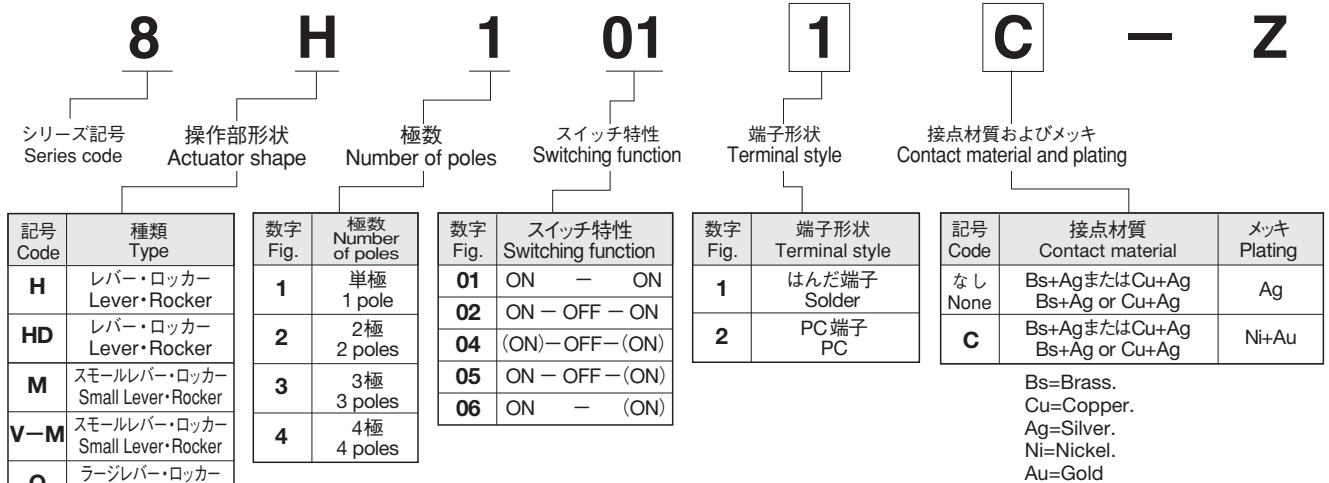 8 H 1 01 1 C － Z
シリーズ記号
Series code
操作部形状
Actuator shape
極数
Number of poles
スイッチ特性
Switching function
端子形状
Terminal style
接点材質およびメッキ
Contact material and plating
記号 種類
Code Type
H レバー・ロッカー
Lever・Rocker
HD レバー・ロッカー
Lever・Rocker
M スモールレバー・ロッカー
Small Lever・Rocker
V－M スモールレバー・ロッカー
Small Lever・Rocker
ラージレバー・ロッカー
数字 極数
Fig. Number
of poles
1 単極
1 pole
2 2極
2 poles
3 3極
3 poles
4 4極
4 poles
数字 スイッチ特性
Fig. Switching function
01 ON － ON
02 ON － OFF － ON
04 (ON)－OFF－(ON)
05 ON － OFF －(ON)
06 ON － (ON)
数字 端子形状
Fig. Terminal style
1 はんだ端子
Solder
2 PC端子
PC
記号 接点材質 メッキ
Code Contact material Plating
なし Bs+AgまたはCu+Ag Ag
None Bs+Ag or Cu+Ag
C Bs+AgまたはCu+Ag Ni+Au
Bs+Ag or Cu+Ag
Bs=Brass.
Cu=Copper.
Ag=Silver.
Ni=Nickel.
Au=Gold